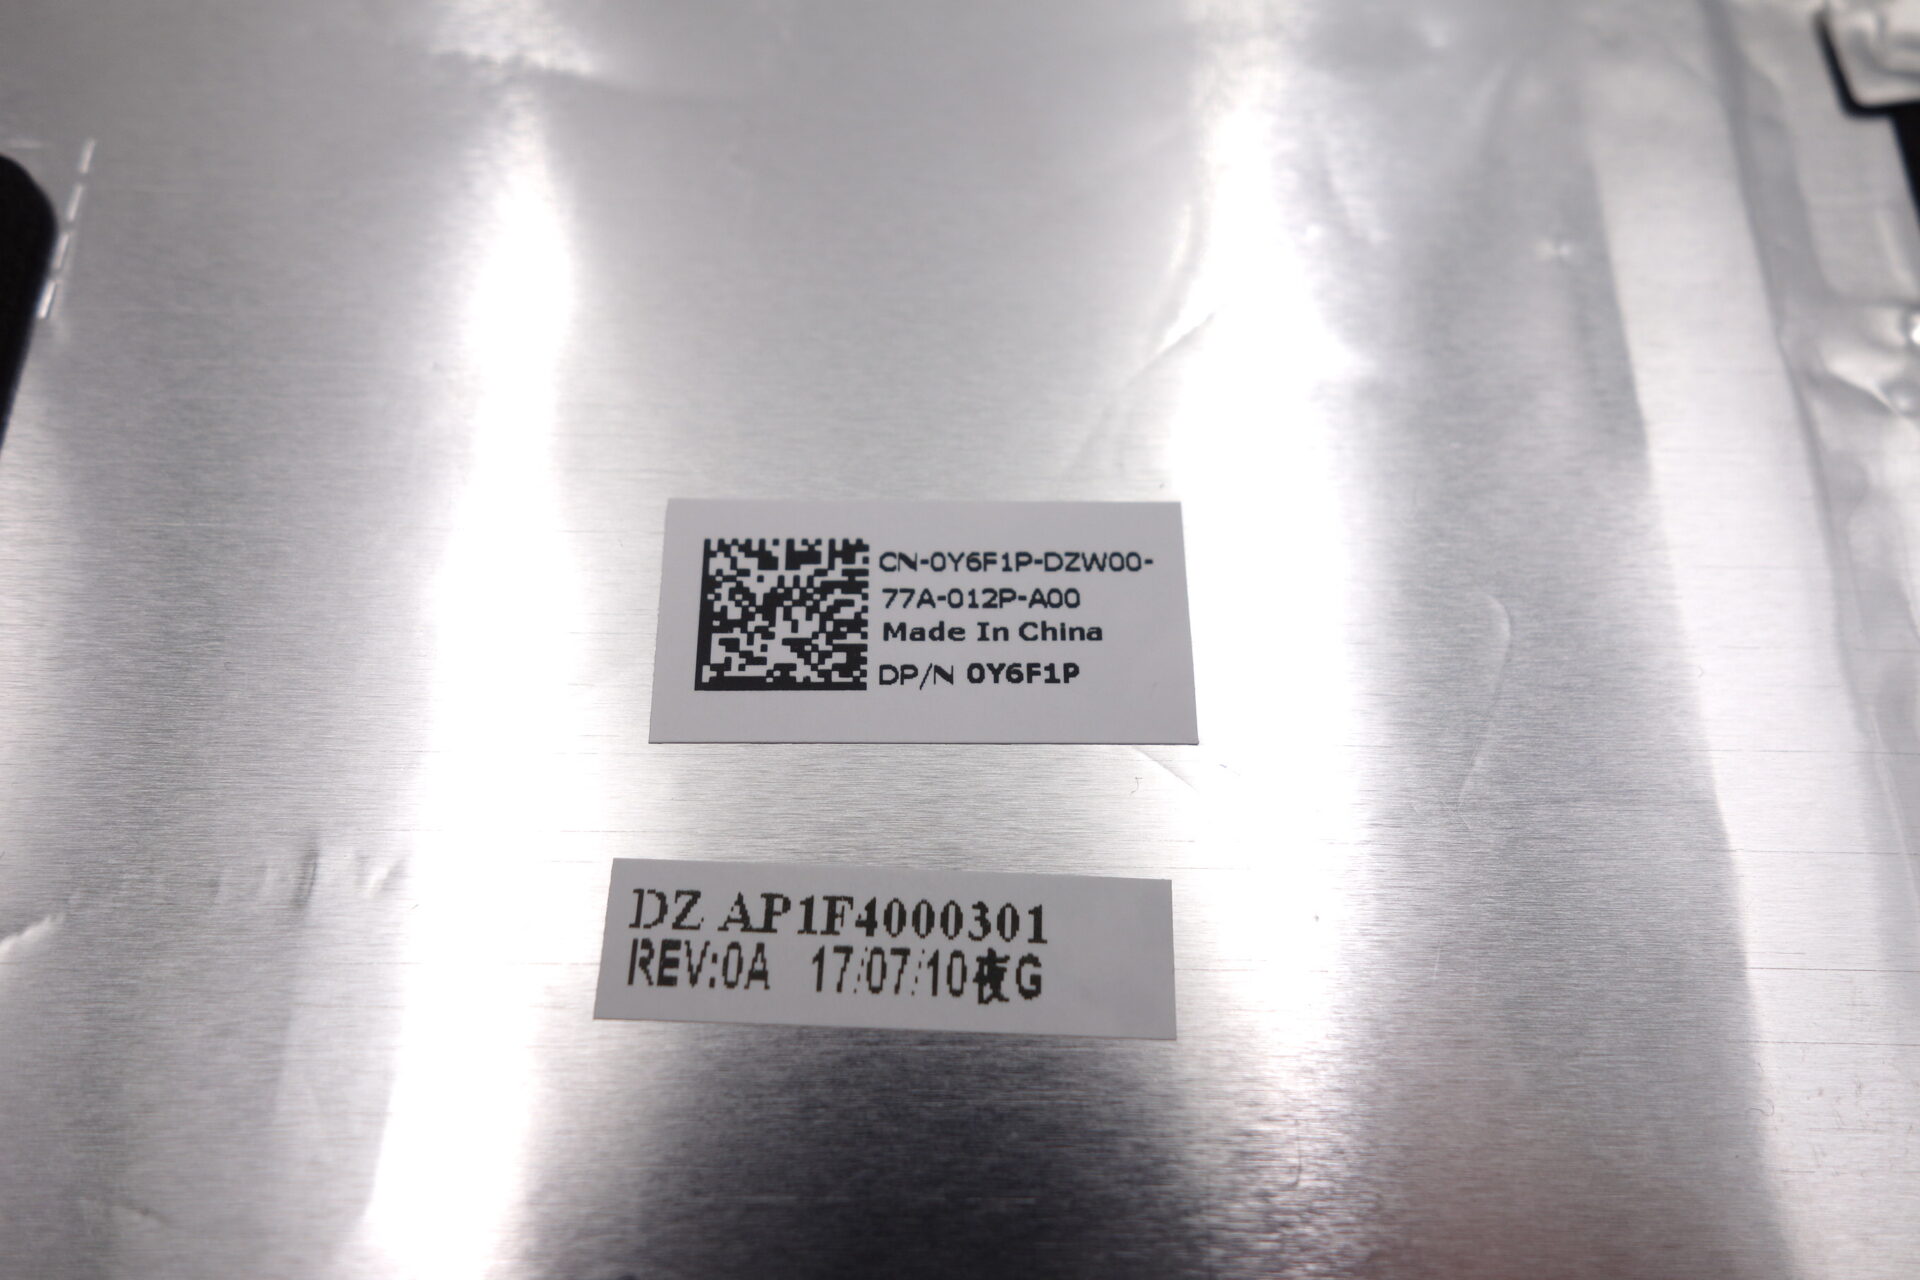 CN-0Y6F1P-DZW00-
77A-012P-A00
Made In China
DP/N 0Y6F1P
DZ AP1F4000301
REV:0A 17/07/10夜G